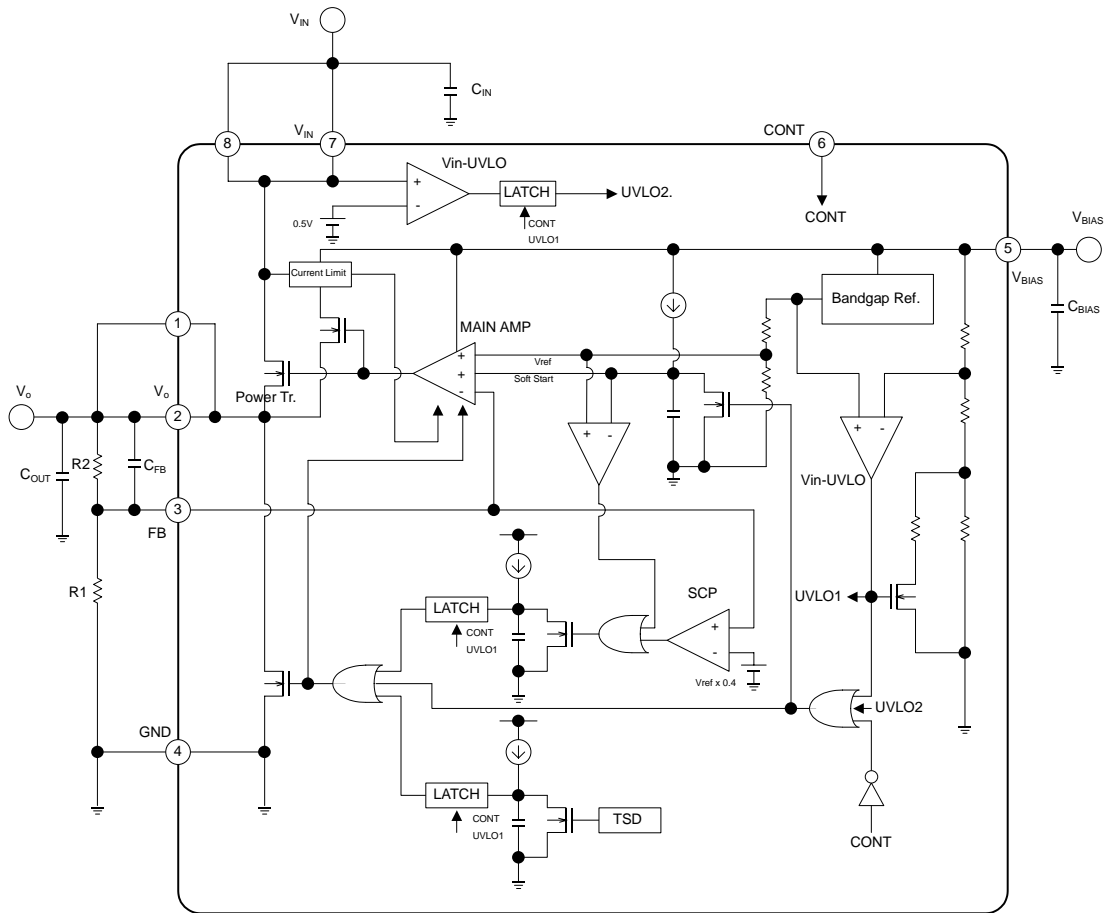 VIN
CIN
8
VIN
7
CONT
6
Vin-UVLO
+
-
LATCH
UVLO2.
0.5V
CONT
UVLO1
CONT
VBIAS
5
VBIAS
CBIAS
Current Limit
Bandgap Ref.
1
MAIN AMP
+
+
-
Vref
Soft Start
Vo
Vo
2
Power Tr.
COUT
R2
CFB
+
-
+
-
Vin-UVLO
3
FB
R1
LATCH
CONT
UVLO1
SCP
+
-
Vref x 0.4
UVLO1
UVLO2
GND
4
LATCH
CONT
UVLO1
TSD
CONT